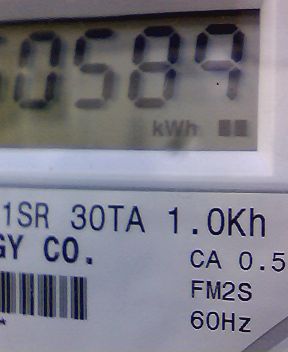 0589
kWh
1SR 30TA 1.0Kh
GY CO.
CA 0.5
FM2S
60Hz